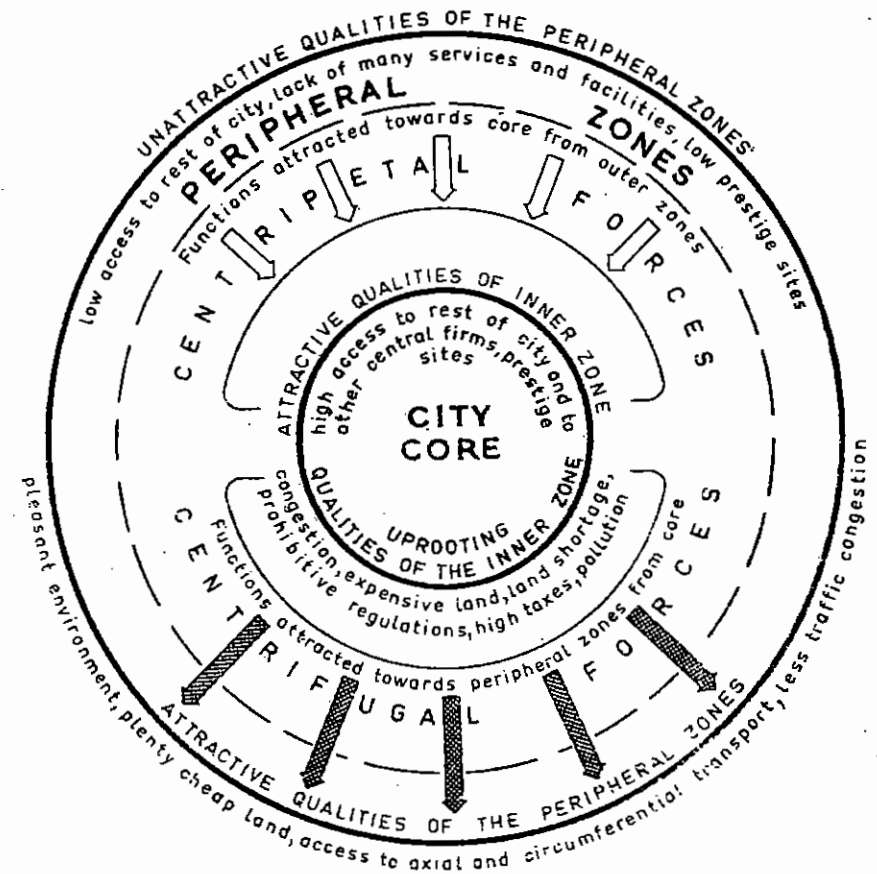 UNATTRACTIVE QUALITIES OF THE PERIPHERAL ZONES
low access to rest of city, lack of many services and facilities, low prestige sites
PERIPHERAL ZONES
Functions attracted towards core from outer zones
CENTRIPETAL FORCES
ATTRACTIVE QUALITIES OF INNER ZONE
high access to rest of city and to
other central firms, prestige
sites
CITY
CORE
UPROOTING
QUALITIES OF THE INNER ZONE
congestion, expensive land, land shortage,
prohibitive regulations, high taxes, pollution
Functions attracted towards peripheral zones from core
CENTRIFUGAL FORCES
ATTRACTIVE QUALITIES OF THE PERIPHERAL ZONES
pleasant environment, plenty cheap land, access to axial and circumferential transport, less traffic congestion